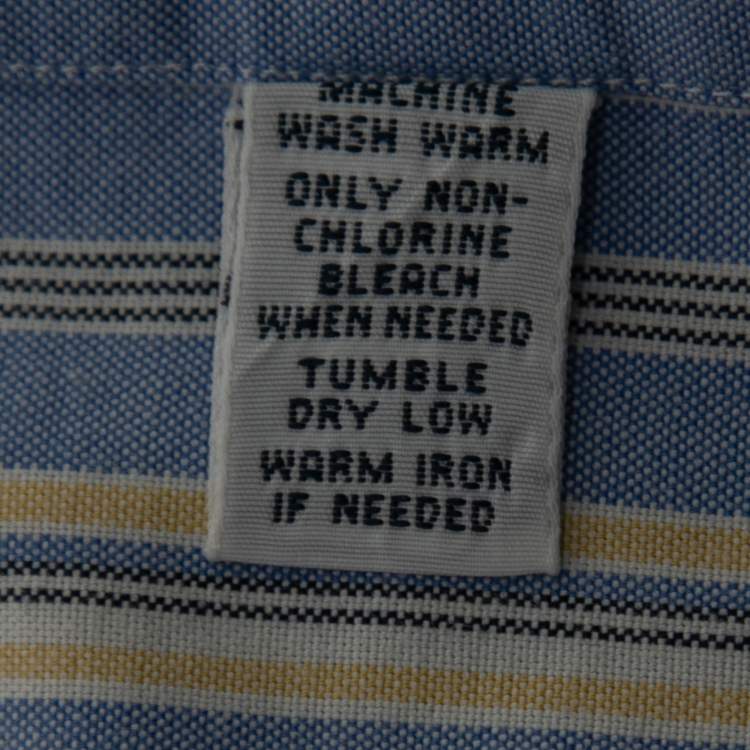 MACHINE
WASH WARM
ONLY NON-
CHLORINE
BLEACH
WHEN NEEDED
TUMBLE
DRY LOW
WARM IRON
IF NEEDED